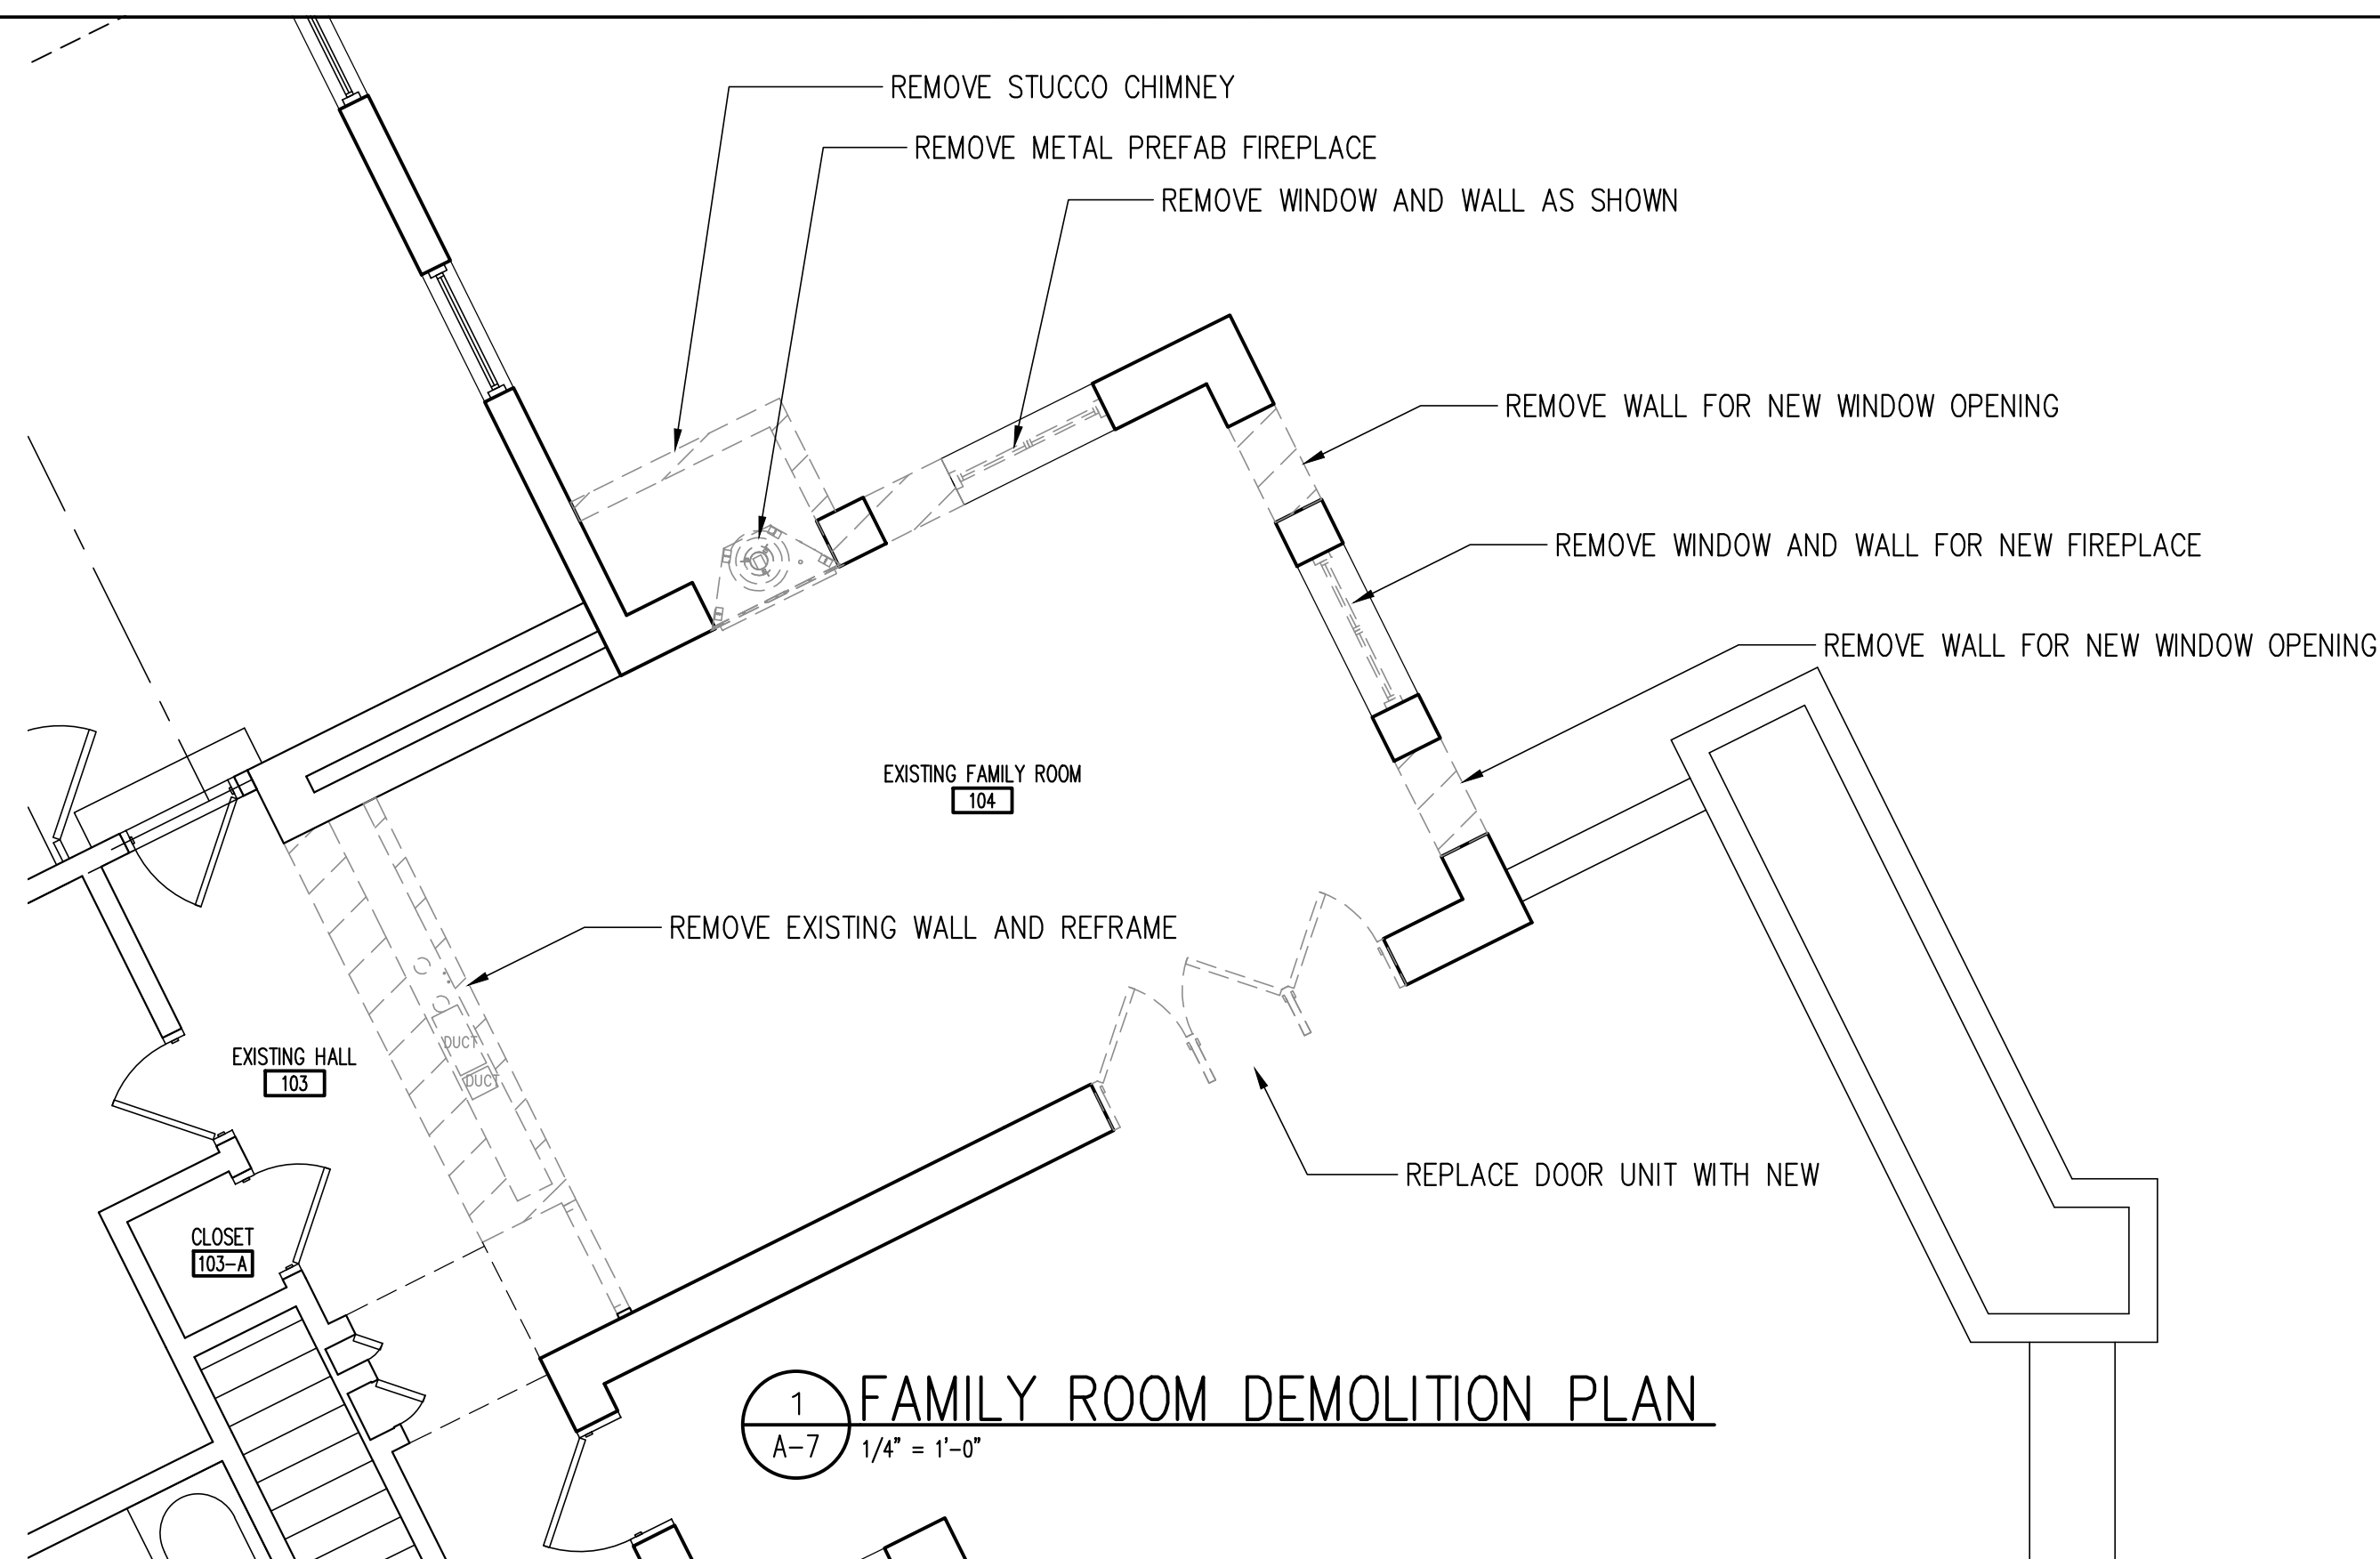 REMOVE STUCCO CHIMNEY
REMOVE METAL PREFAB FIREPLACE
REMOVE WINDOW AND WALL AS SHOWN
REMOVE WALL FOR NEW WINDOW OPENING
REMOVE WINDOW AND WALL FOR NEW FIREPLACE
REMOVE WALL FOR NEW WINDOW OPENING
EXISTING FAMILY ROOM
104
REMOVE EXISTING WALL AND REFRAME
DUCT
DUCT
EXISTING HALL
103
REPLACE DOOR UNIT WITH NEW
CLOSET
103-A
1
A-7
FAMILY ROOM DEMOLITION PLAN
1/4" = 1'-0"